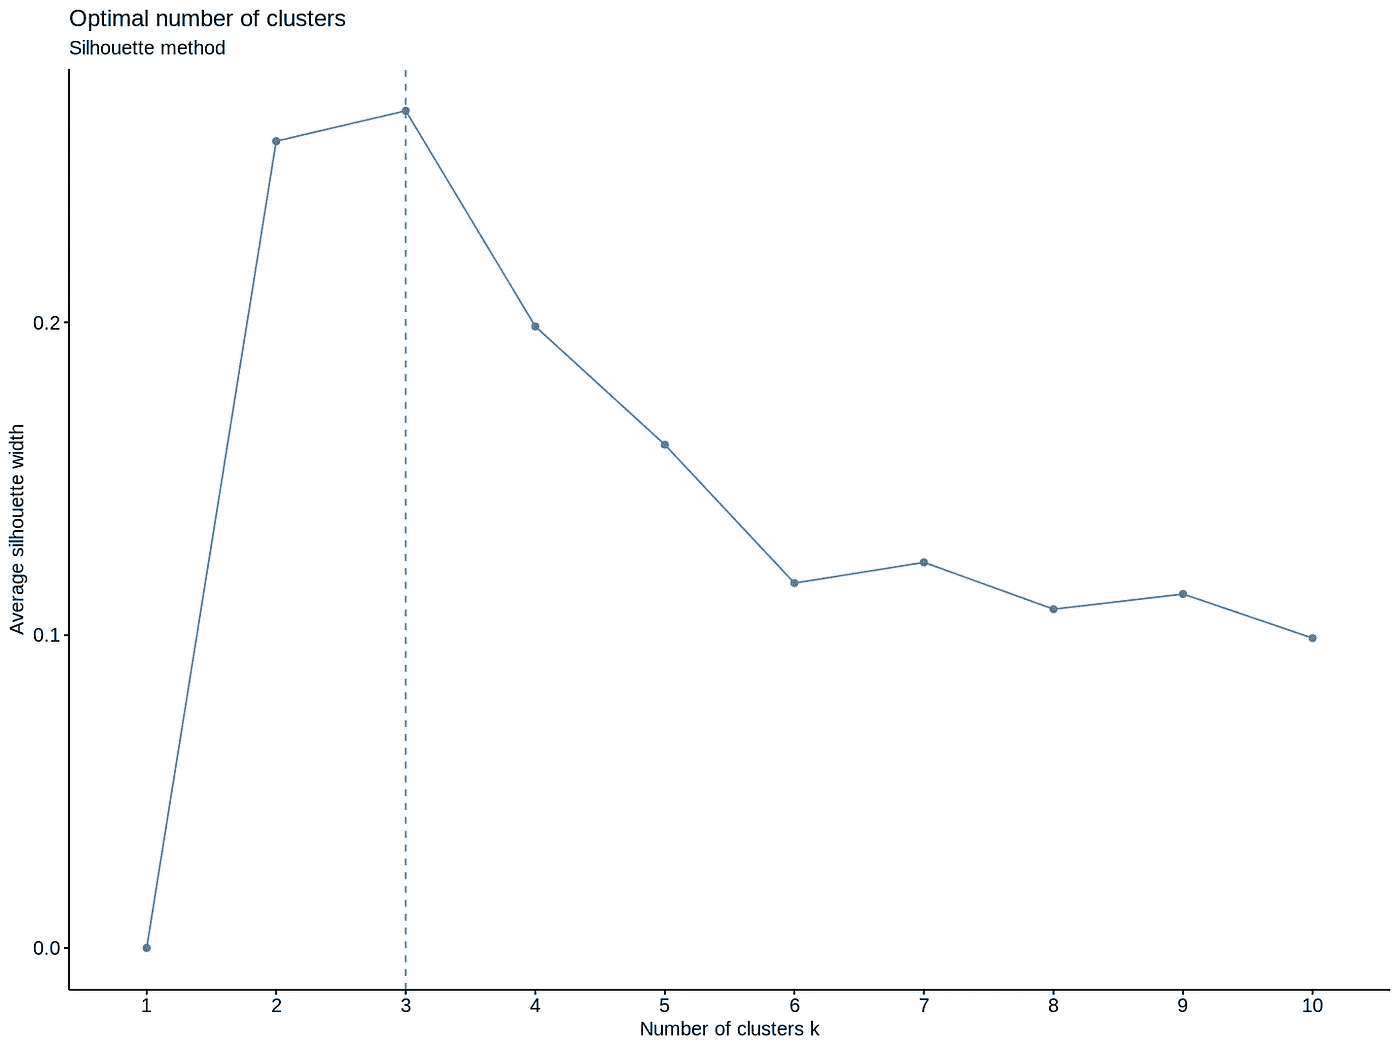 Optimal number of clusters
Silhouette method
Average silhouette width
0.2
0.1
0.0
1 2 3 4 5 6 7 8 9 10
Number of clusters k